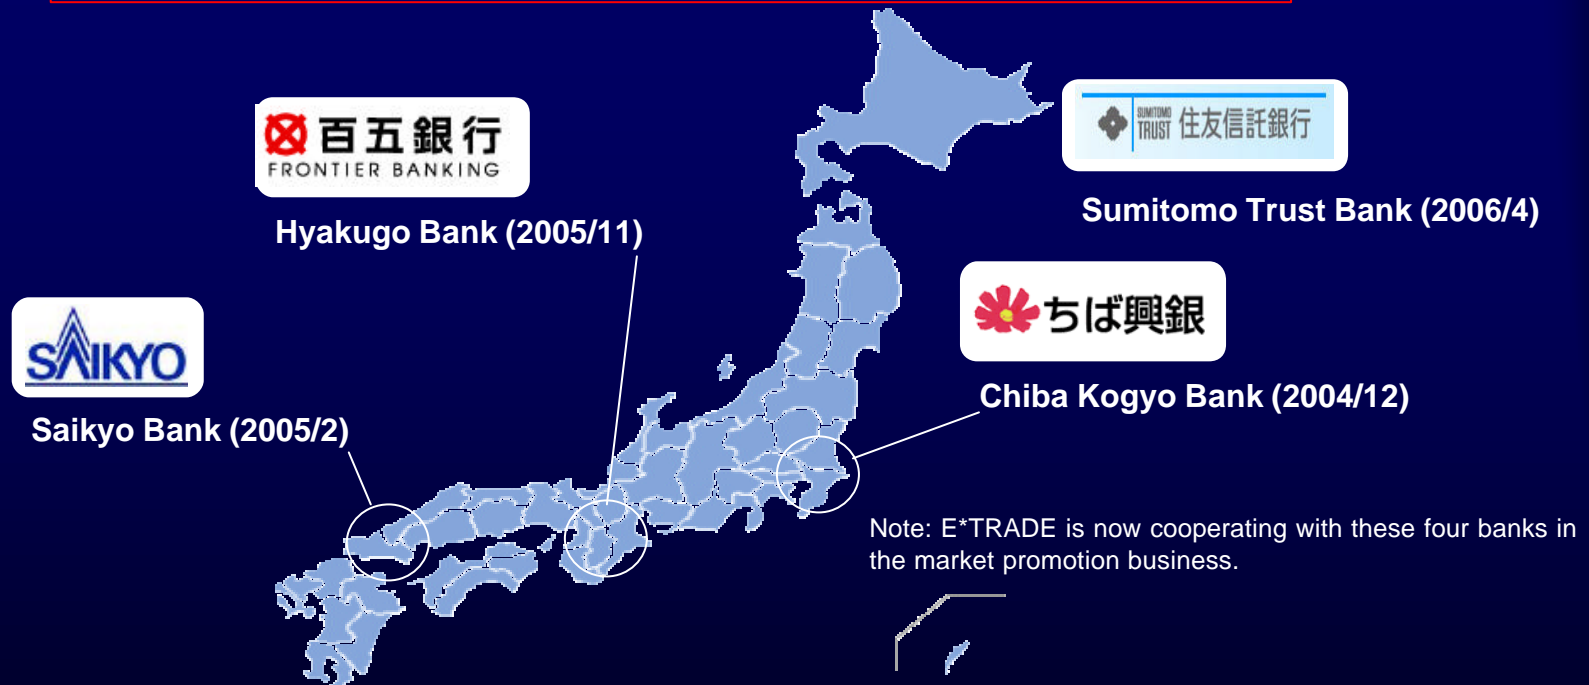 百五銀行
FRONTIER BANKING
Hyakugo Bank (2005/11)
SUMITOMO
TRUST 住友信託銀行
Sumitomo Trust Bank (2006/4)
SAIKYO
Saikyo Bank (2005/2)
ちば興銀
Chiba Kogyo Bank (2004/12)
Note: E*TRADE is now cooperating with these four banks in
the market promotion business.